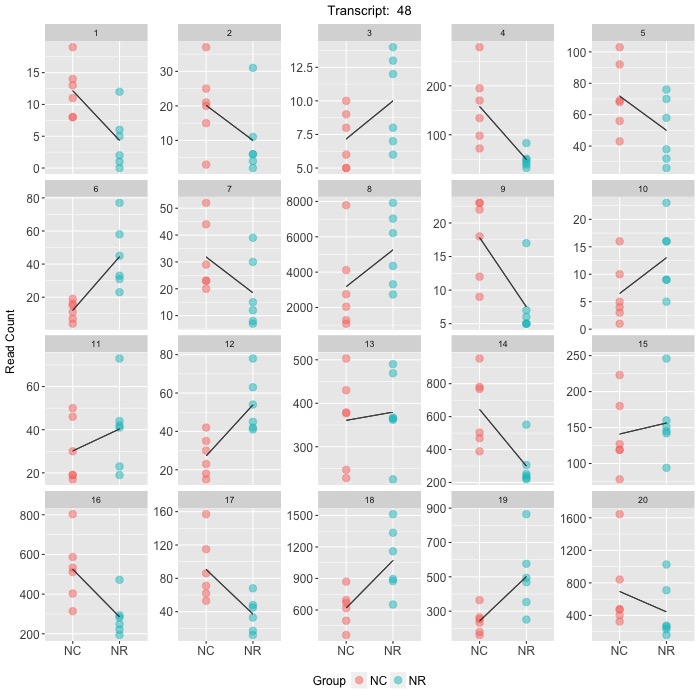 Transcript: 48
1 2 3 4 5
15 10 5 0
30 20 10
12.5 10.0 7.5 5.0
200 100
100 80 60 40
6 7 8 9 10
80 60 40 20
50 40 30 20 10
8000 6000 4000 2000
20 15 10 5
20 15 10 5 0
Read Count
11 12 13 14 15
60 40 20
80 60 40 20
500 400 300
800 600 400 200
250 200 150 100
16 17 18 19 20
800 600 400 200
160 120 80 40
1500 1200 900 600
900 700 500 300
1600 1200 800 400
NC NR NC NR NC NR NC NR NC NR
Group NC NR